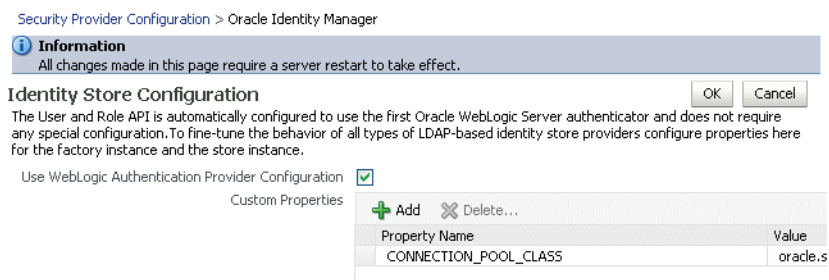 Security Provider Configuration > Oracle Identity Manager
Information
All changes made in this page require a server restart to take effect.
Identity Store Configuration
OK Cancel
The User and Role API is automatically configured to use the first Oracle WebLogic Server authenticator and does not require
any special configuration.To fine-tune the behavior of all types of LDAP-based identity store providers configure properties here
for the factory instance and the store instance.
Use WebLogic Authentication Provider Configuration
Custom Properties
Add Delete...
Property Name Value
CONNECTION_POOL_CLASS oracle.s